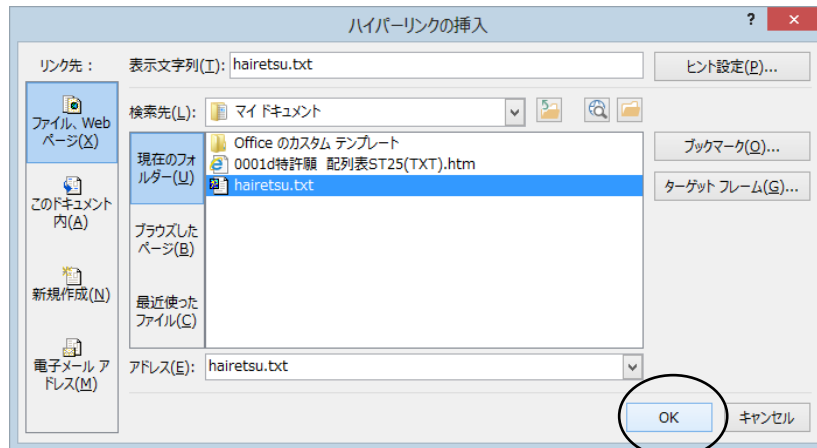 ハイパーリンクの挿入
? ×
リンク先：
表示文字列(T): hairetsu.txt
ヒント設定(P)...
ファイル、Web
ページ(X)
このドキュメント
内(A)
新規作成(N)
電子メール ア
ドレス(M)
検索先(L): マイ ドキュメント
現在のフォ
ルダー(U)
ブラウズした
ページ(B)
最近使った
ファイル(C)
Office のカスタム テンプレート
0001d特許願 配列表ST25(TXT).htm
hairetsu.txt
ブックマーク(O)...
ターゲット フレーム(G)...
アドレス(E): hairetsu.txt
OK
キャンセル